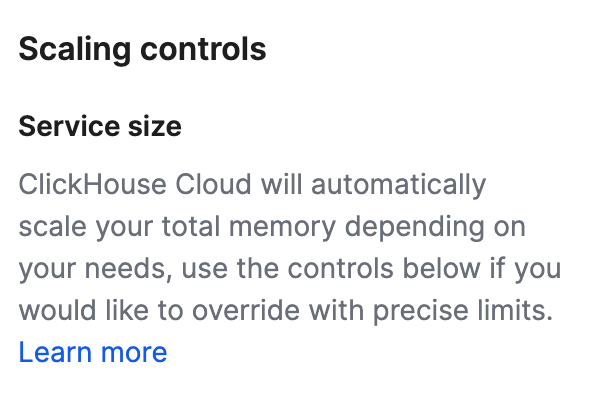 Scaling controls
Service size
ClickHouse Cloud will automatically
scale your total memory depending on
your needs, use the controls below if you
would like to override with precise limits.
Learn more